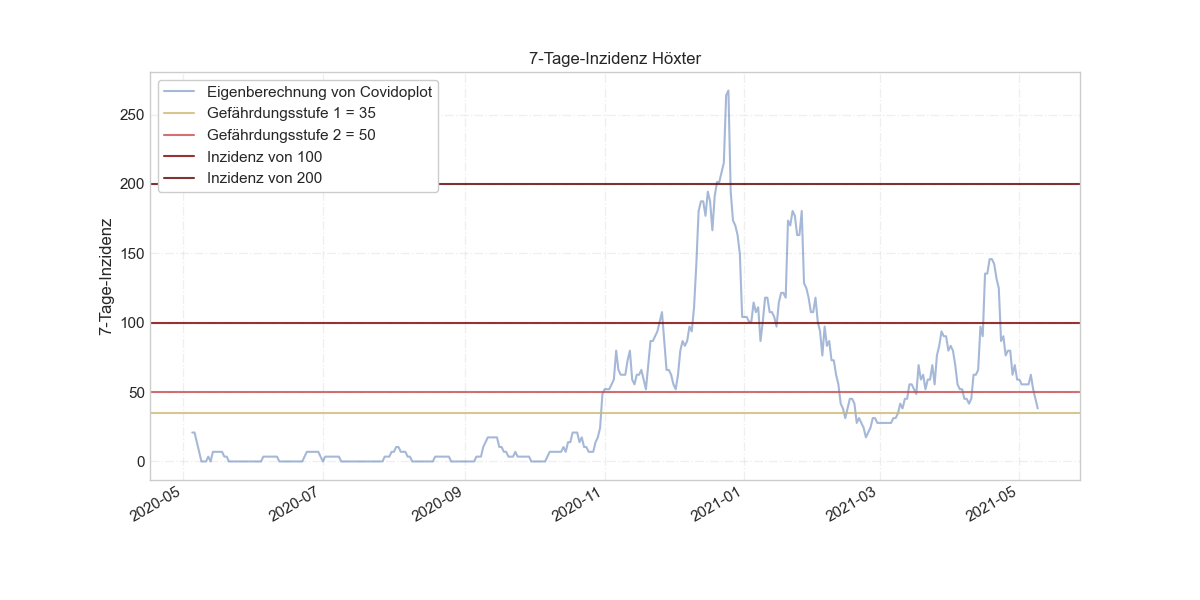 7-Tage-Inzidenz Höxter
Eigenberechnung von Covidoplot
Gefährdungsstufe 1 = 35
Gefährdungsstufe 2 = 50
Inzidenz von 100
Inzidenz von 200
7-Tage-Inzidenz
250
200
150
100
50
0
2020-05
2020-07
2020-09
2020-11
2021-01
2021-03
2021-05